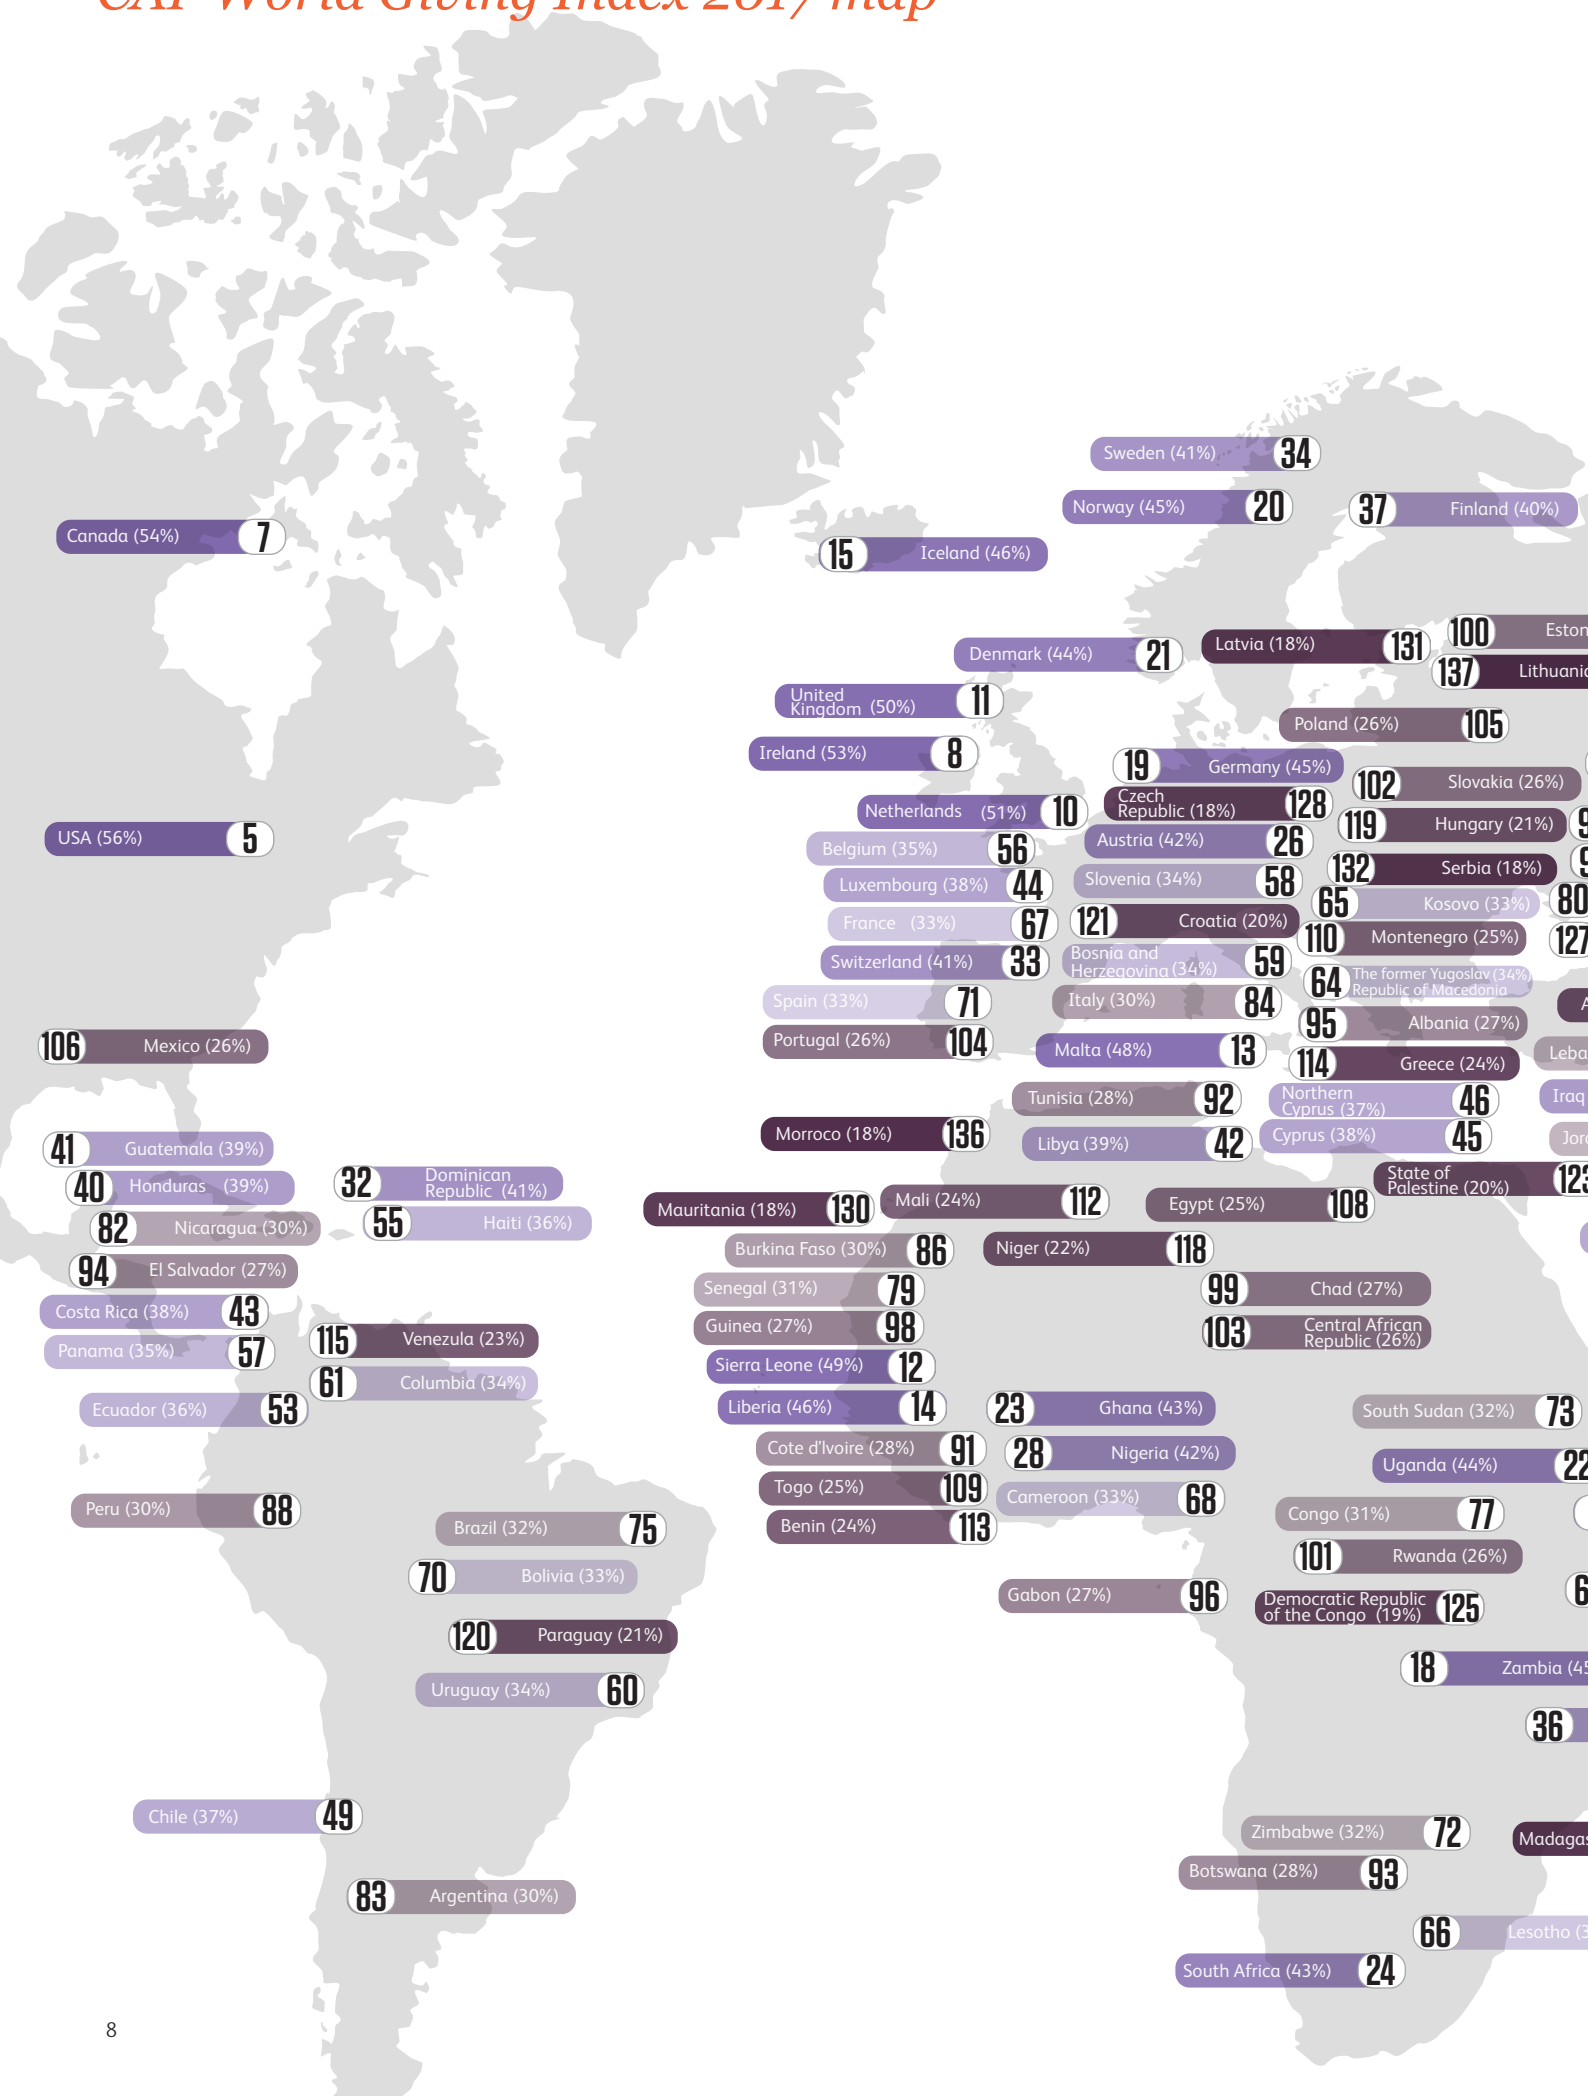 CAF World Giving Index 2017 map
Sweden (41%) 34
Norway (45%) 20
37 Finland (40%)
Canada (54%) 7
15 Iceland (46%)
100
Latvia (18%) 131
Denmark (44%) 21
137
United
Kingdom (50%) 11
Poland (26%) 105
Ireland (53%) 8
19 Germany (45%)
102 Slovakia (26%)
Czech
Republic (18%) 128
Netherlands (51%) 10
119 Hungary (21%)
USA (56%) 5
Austria (42%) 26
Belgium (35%) 56
132 Serbia (18%)
Slovenia (34%) 58
Luxembourg (38%) 44
65 Kosovo (33%)
80
121 Croatia (20%)
France (33%) 67
110 Montenegro (25%)
127
Switzerland (41%) 33
Bosnia and
Herzegovina (34%) 59
64 The former Yugoslav (34%)
Republic of Macedonia
Spain (33%) 71
Italy (30%) 84
95 Albania (27%)
Portugal (26%) 104
106 Mexico (26%)
Malta (48%) 13
114 Greece (24%)
Tunisia (28%) 92
Northern
Cyprus (37%) 46
Iraq
Morroco (18%) 136
Libya (39%) 42
Cyprus (38%) 45
41 Guatemala (39%)
40 Honduras (39%)
32 Dominican
Republic (41%)
State of
Palestine (20%) 123
Mauritania (18%) 130
Mali (24%) 112
Egypt (25%) 108
82 Nicaragua (30%)
55 Haiti (36%)
Burkina Faso (30%) 86
Niger (22%) 118
94 El Salvador (27%)
Senegal (31%) 79
99 Chad (27%)
Costa Rica (38%) 43
Guinea (27%) 98
103 Central African
Republic (26%)
115 Venezula (23%)
Panama (35%) 57
Sierra Leone (49%) 12
61 Columbia (34%)
Ecuador (36%) 53
Liberia (46%) 14
23 Ghana (43%)
South Sudan (32%) 73
Cote d'Ivoire (28%) 91
28 Nigeria (42%)
Uganda (44%) 22
Togo (25%) 109
Cameroon (33%) 68
Peru (30%) 88
Congo (31%) 77
Brazil (32%) 75
Benin (24%) 113
101 Rwanda (26%)
70 Bolivia (33%)
Gabon (27%) 96
Democratic Republic
of the Congo (19%) 125
120 Paraguay (21%)
18 Zambia
Uruguay (34%) 60
36
Chile (37%) 49
Zimbabwe (32%) 72
Botswana (28%) 93
83 Argentina (30%)
66 Lesotho
South Africa (43%) 24
8